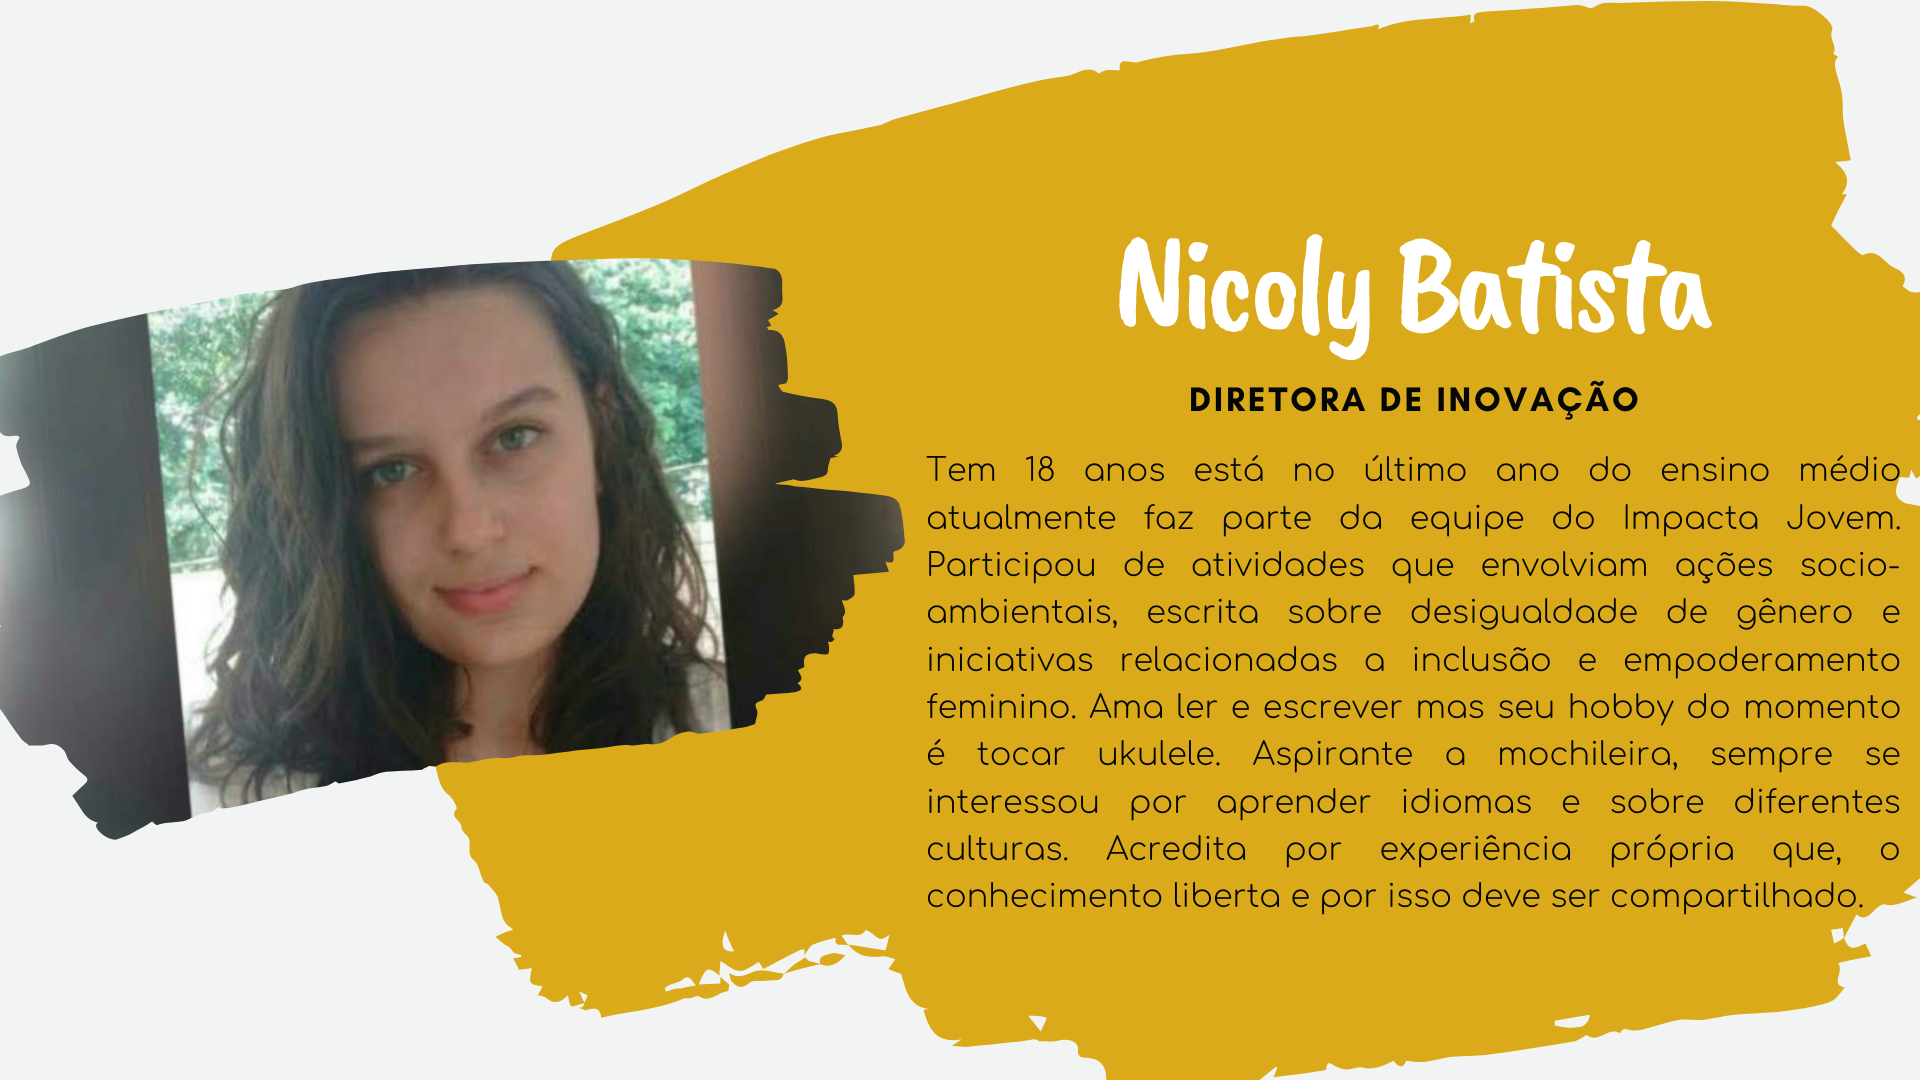 Nicoly Batista
DIRETORA DE INOVAÇÃO
Tem 18 anos está no último ano do ensino médio
atualmente faz parte da equipe do Impacta Jovem.
Participou de atividades que envolviam ações socio-
ambientais, escrita sobre desigualdade de gênero e
iniciativas relacionadas a inclusão e empoderamento
feminino. Ama ler e escrever mas seu hobby do momento
é tocar ukulele. Aspirante a mochileira, sempre se
interessou por aprender idiomas e sobre diferentes
culturas. Acredita por experiência própria que, o
conhecimento liberta e por isso deve ser compartilhado.